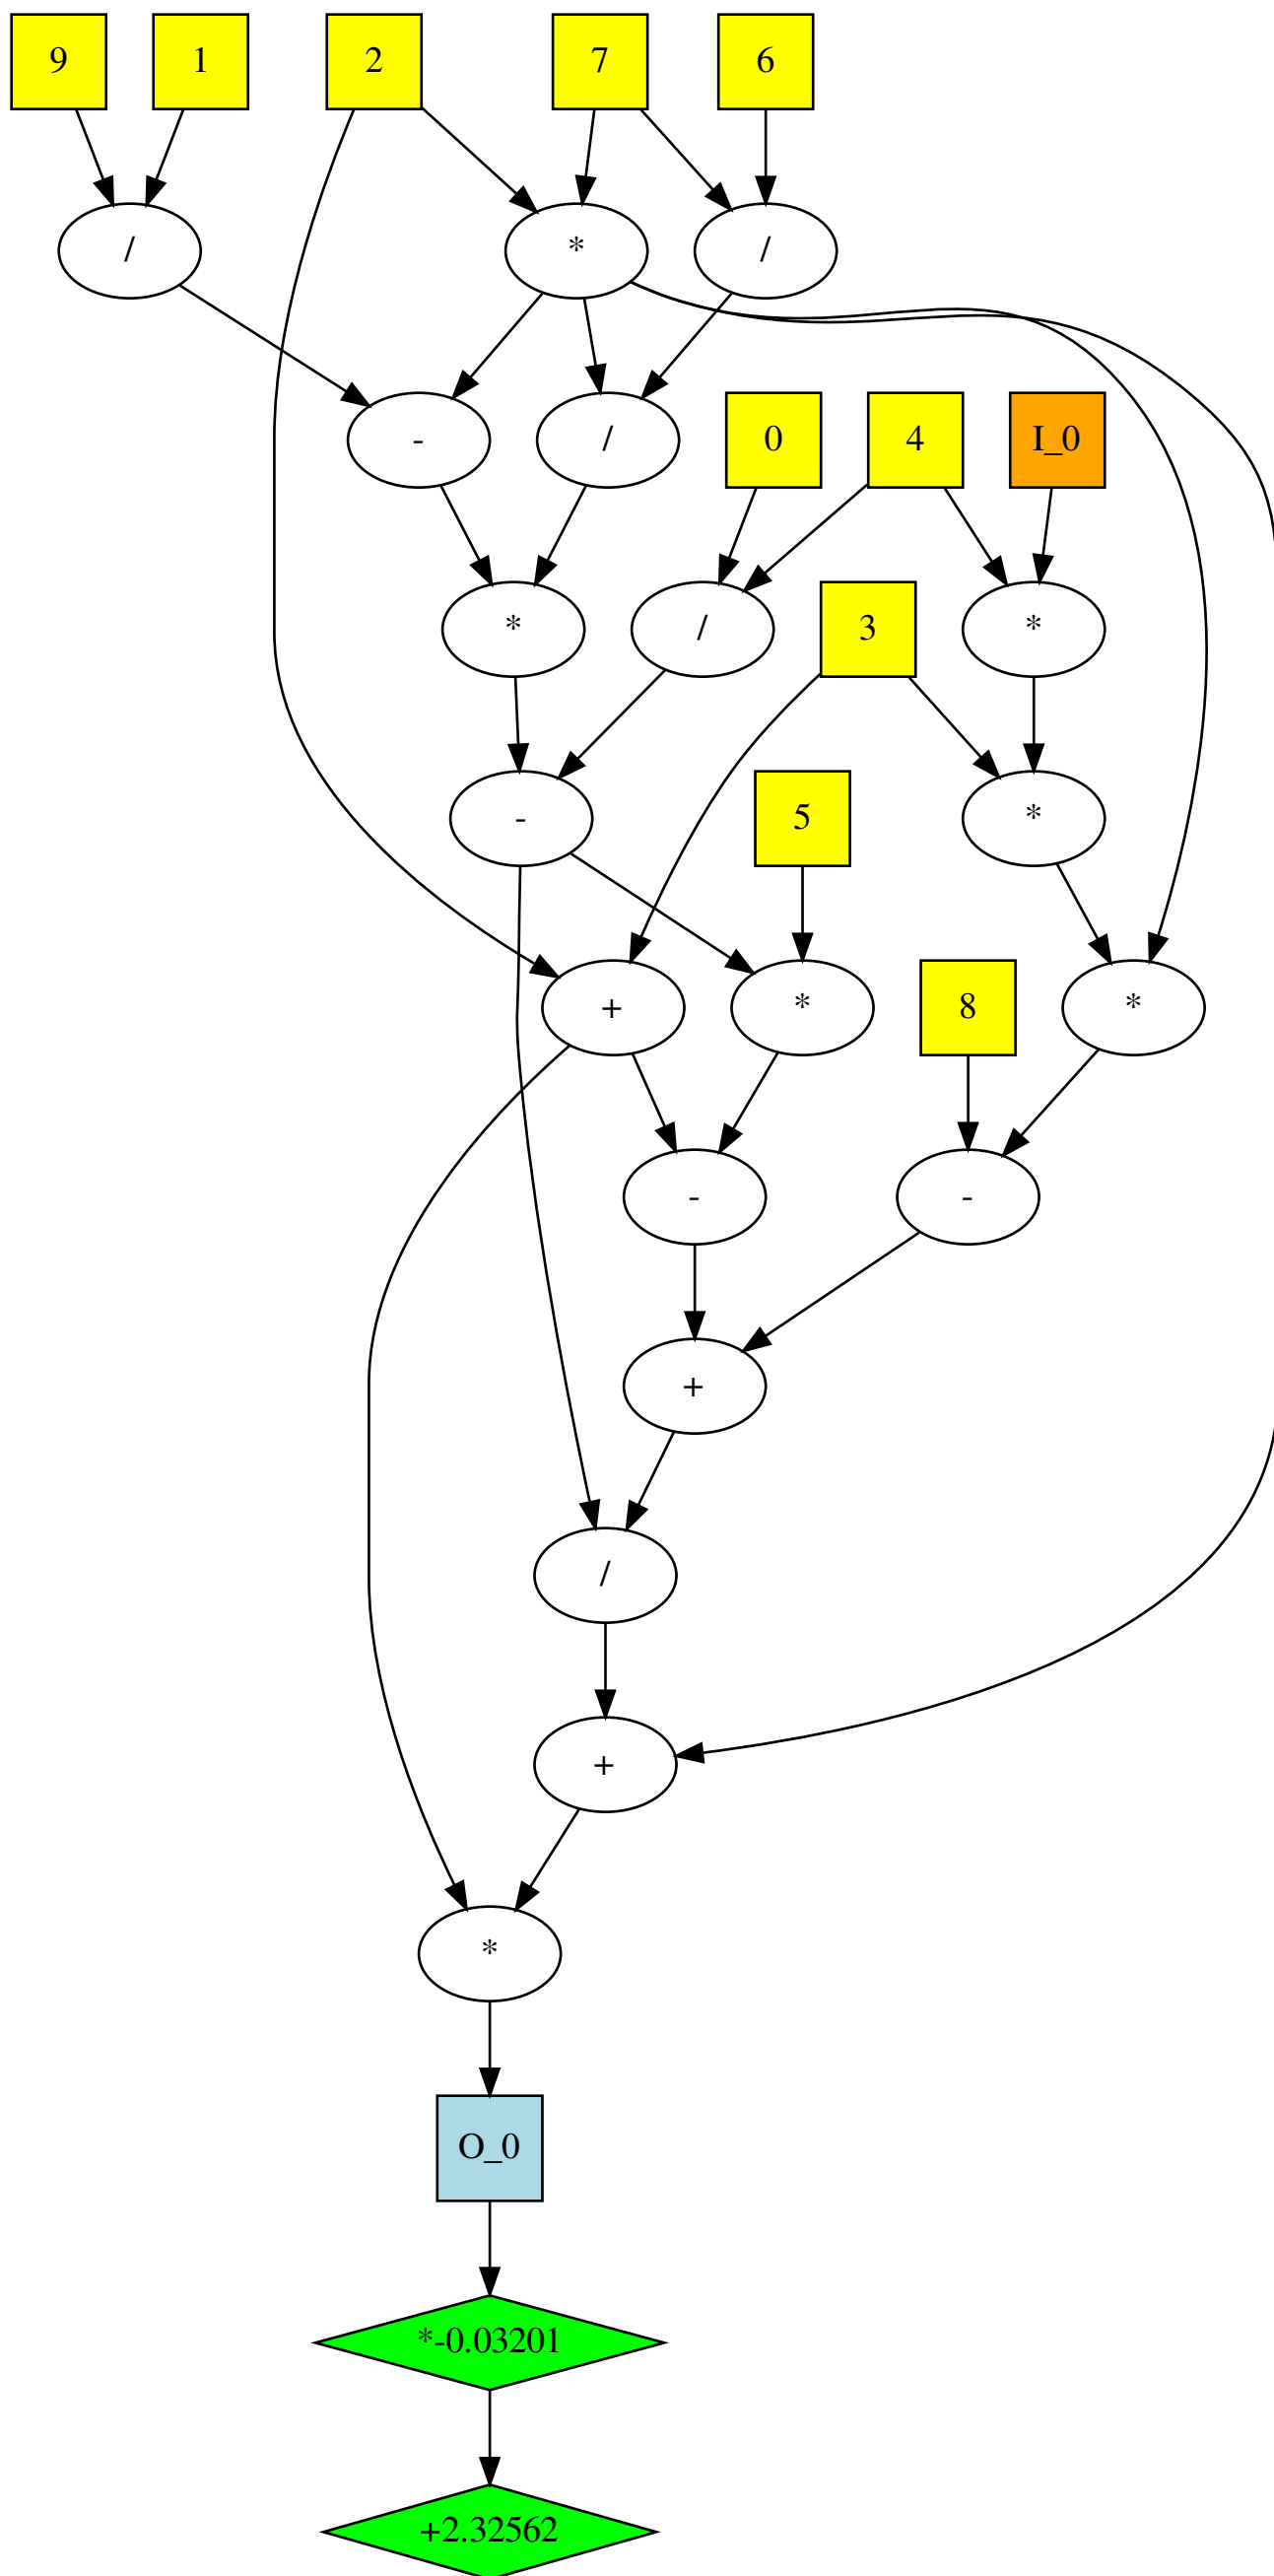 9 1 2 7 6
/ * /
- / 0 4 I_0
* / 3 *
- 5 *
+ * 8 *
- -
+
/
+
*
O_0
*-0.03201
+2.32562